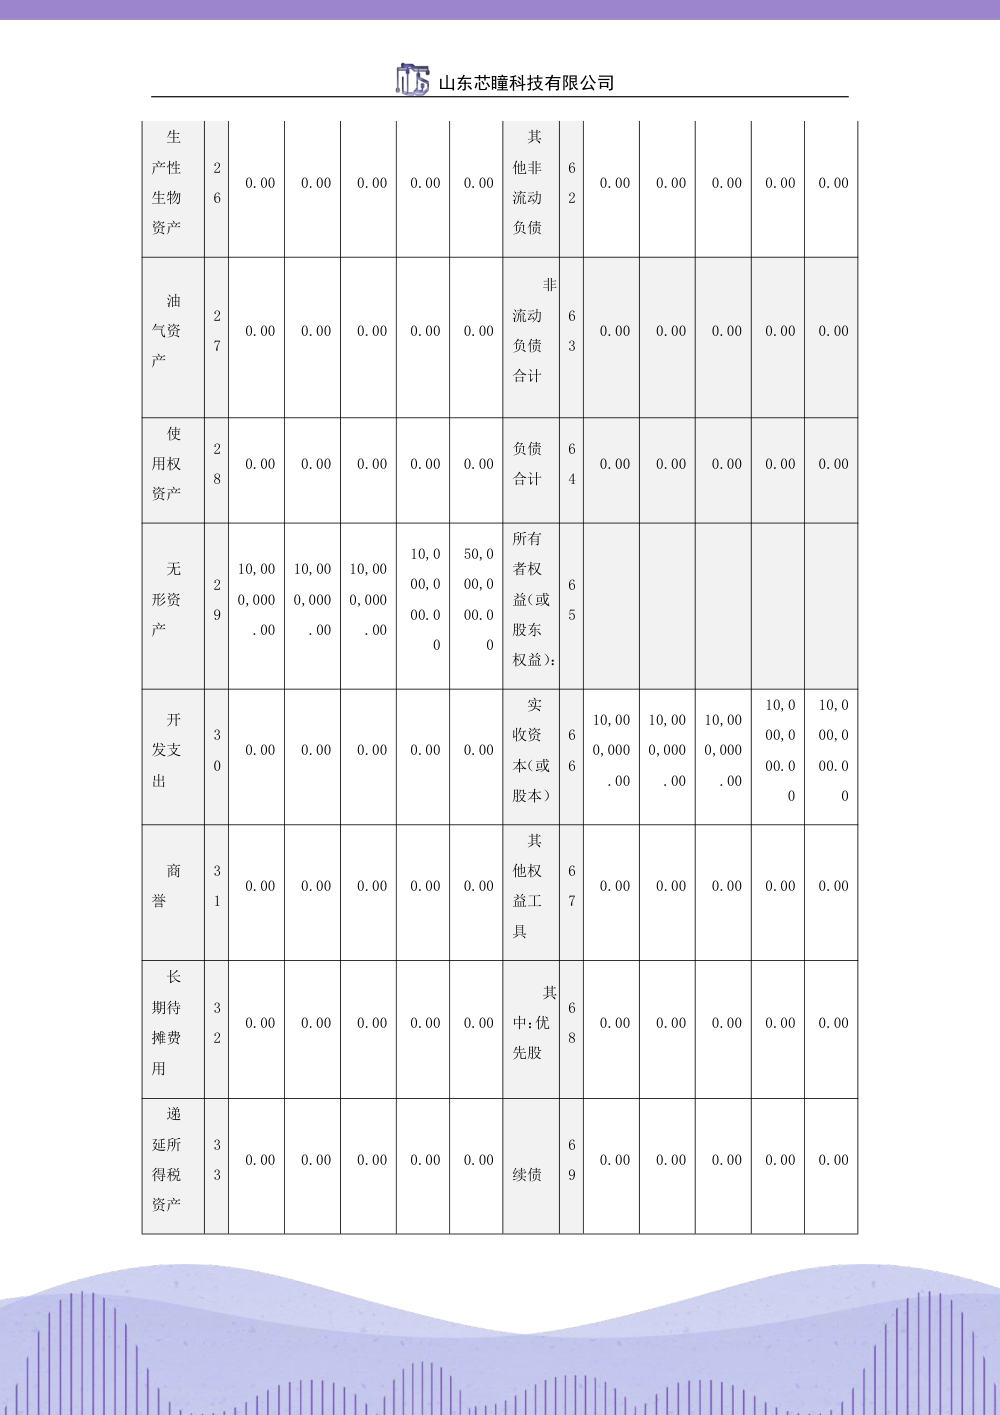 山东芯瞳科技有限公司
生产性生物资产 26 0.00 0.00 0.00 0.00 0.00 其他非流动负债 62 0.00 0.00 0.00 0.00 0.00
油气资产 27 0.00 0.00 0.00 0.00 0.00 非流动负债合计 63 0.00 0.00 0.00 0.00 0.00
使用权资产 28 0.00 0.00 0.00 0.00 0.00 负债合计 64 0.00 0.00 0.00 0.00 0.00
无形资产 29 10,000,000.00 10,000,000.00 10,000,000.00 10,000,000.00 50,000,000.00 所有者权益(或股东权益): 65
开发支出 30 0.00 0.00 0.00 0.00 0.00 实收资本(或股本) 66 10,000,000.00 10,000,000.00 10,000,000.00 10,000,000.00 10,000,000.00
商誉 31 0.00 0.00 0.00 0.00 0.00 其他权益工具 67 0.00 0.00 0.00 0.00 0.00
长期待摊费用 32 0.00 0.00 0.00 0.00 0.00 其中:优先股 68 0.00 0.00 0.00 0.00 0.00
递延所得税资产 33 0.00 0.00 0.00 0.00 0.00 续债 69 0.00 0.00 0.00 0.00 0.00